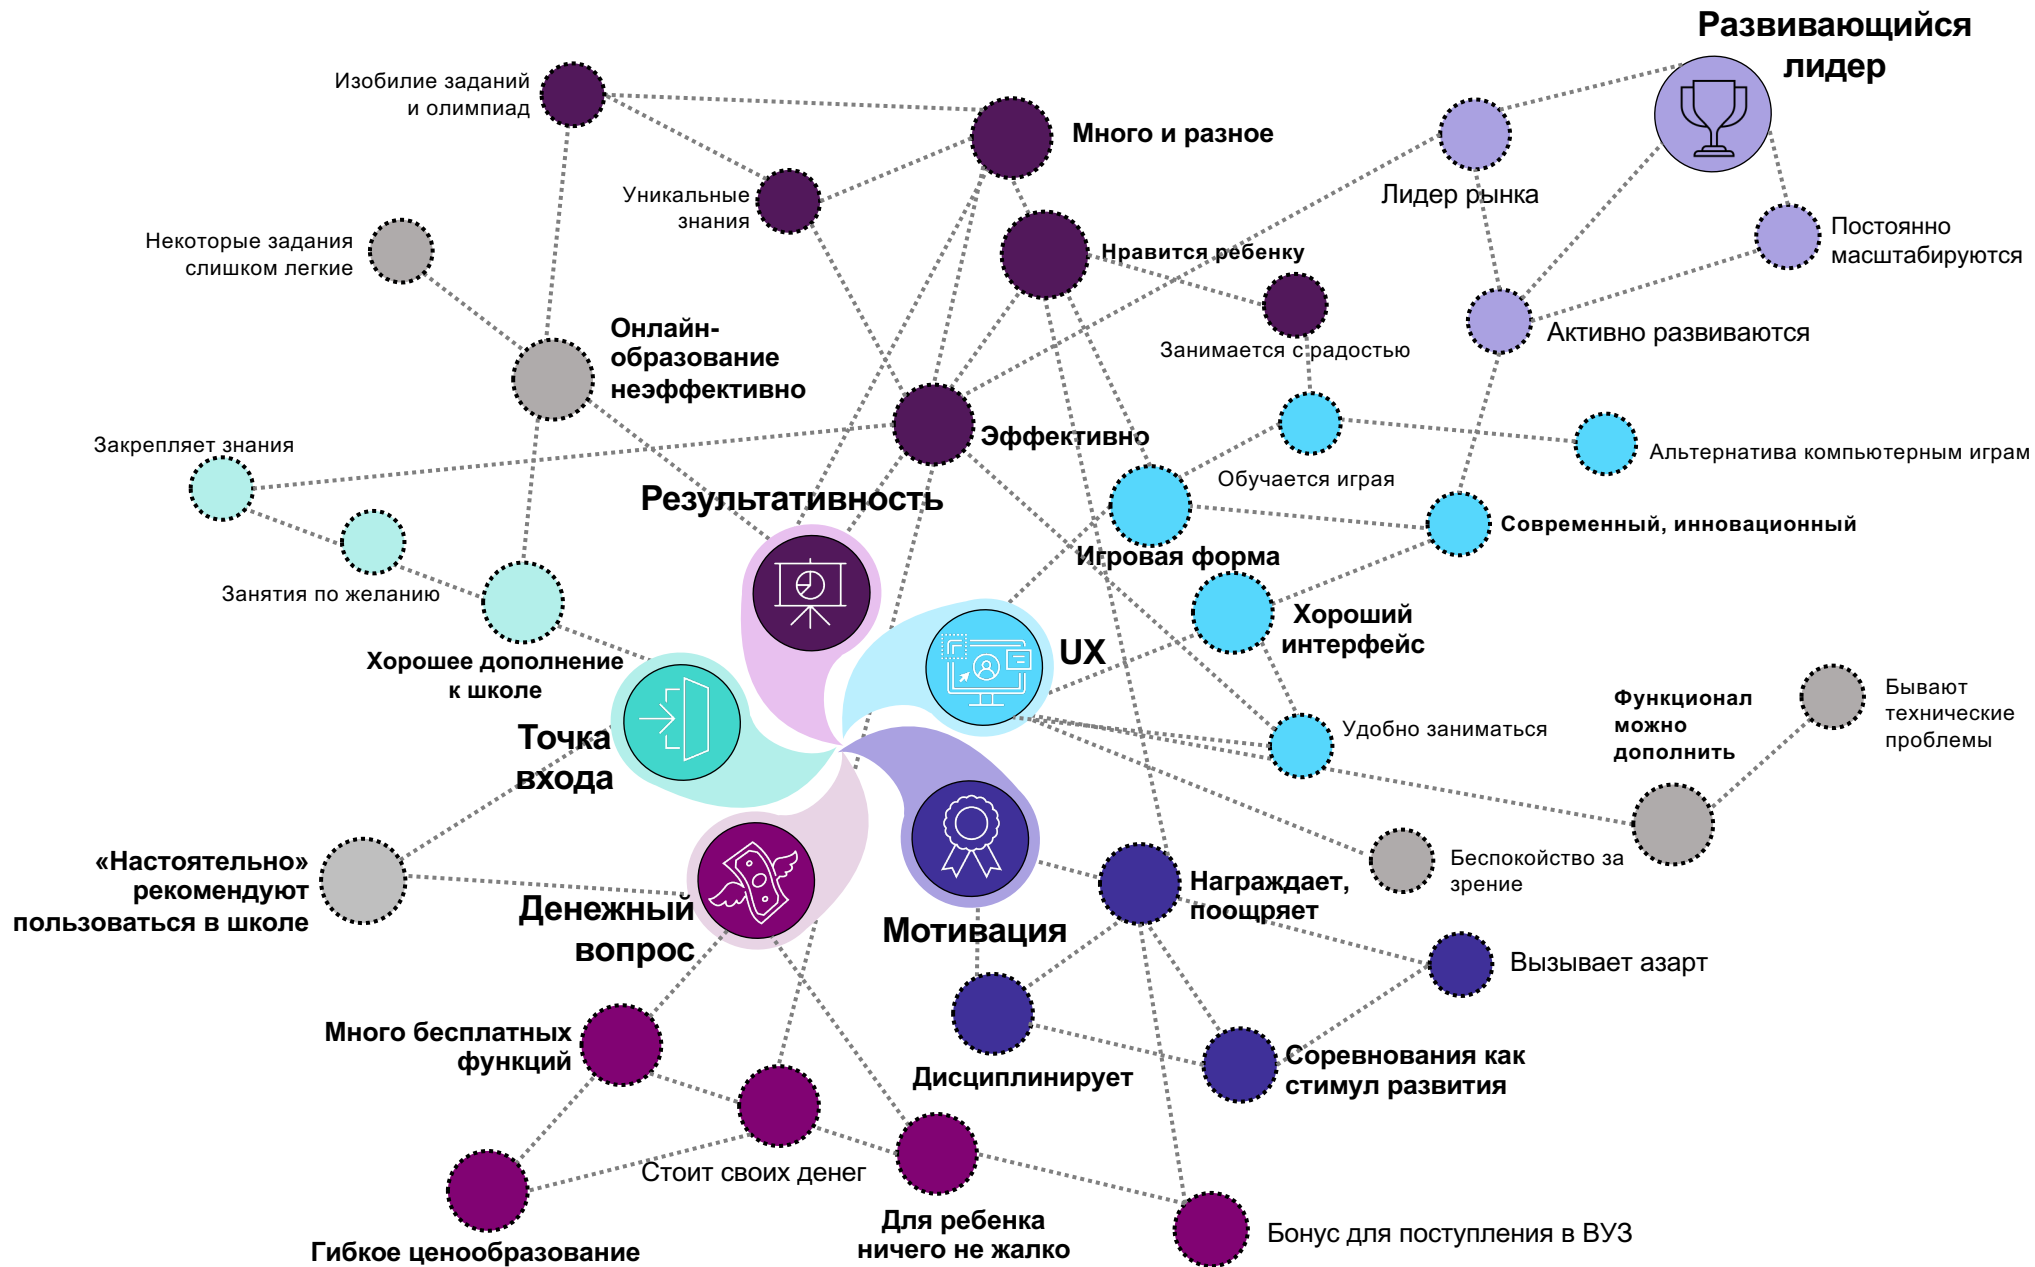 Развивающийся
лидер
Изобилие заданий
и олимпиад
Много и разное
Лидер рынка
Уникальные
знания
Постоянно
масштабируются
Некоторые задания
слишком легкие
Нравится ребенку
Онлайн-
образование
неэффективно
Занимается с радостью
Активно развиваются
Закрепляет знания
Эффективно
Альтернатива компьютерным играм
Обучается играя
Результативность
Современный, инновационный
Игровая форма
Занятия по желанию
Хороший
интерфейс
UX
Хорошее дополнение
к школе
Функционал
можно
дополнить
Бывают
технические
проблемы
Точка
входа
Удобно заниматься
«Настоятельно»
рекомендуют
пользоваться в школе
Беспокойство за
зрение
Награждает,
поощряет
Денежный
вопрос
Мотивация
Вызывает азарт
Много бесплатных
функций
Дисциплинирует
Соревнования как
стимул развития
Стоит своих денег
Для ребенка
ничего не жалко
Бонус для поступления в ВУЗ
Гибкое ценообразование